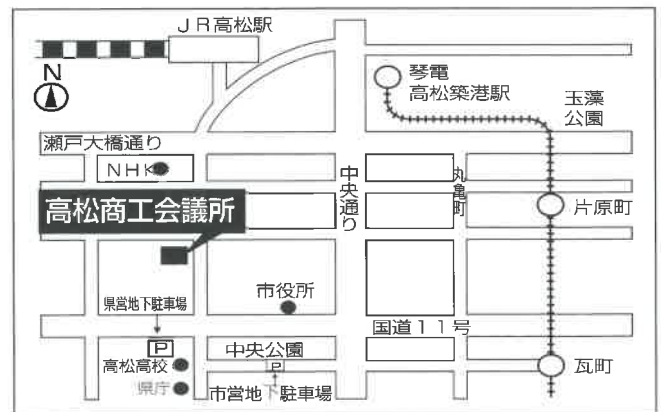 JR高松駅
N
琴電
高松築港駅
玉藻
公園
瀬戸大橋通り
NHK
中央通り
丸亀町
高松商工会議所
片原町
県営地下駐車場
市役所
国道11号
P
中央公園
高松高校
P
瓦町
県庁
市営地下駐車場